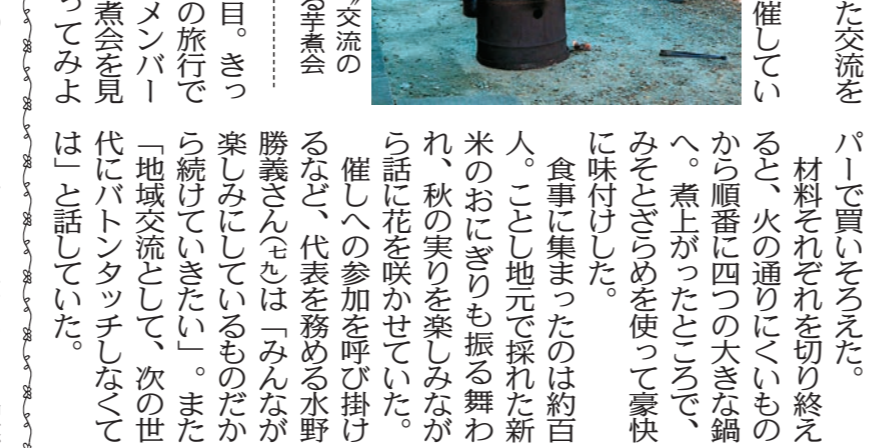 た交流を
催してい
〃交流の
る芋煮会
目。きっ
の旅行で
メンバー
煮会を見
ってみよ
パーで買いそろえた。
材料それぞれを切り終え
ると、火の通りにくいもの
から順番に四つの大きな鍋
へ。煮上がったところで、
みそとざらめを使って豪快
に味付けした。
食事に集まったのは約百
人。ことし地元で採れた新
米のおにぎりも振る舞わ
れ、秋の実りを楽しみなが
ら話に花を咲かせていた。
催しへの参加を呼び掛け
るなど、代表を務める水野
勝義さん(七九)は「みんなが
楽しみにしているものだか
ら続けていきたい」。また
「地域交流として、次の世
代にバトンタッチしなくて
は」と話していた。